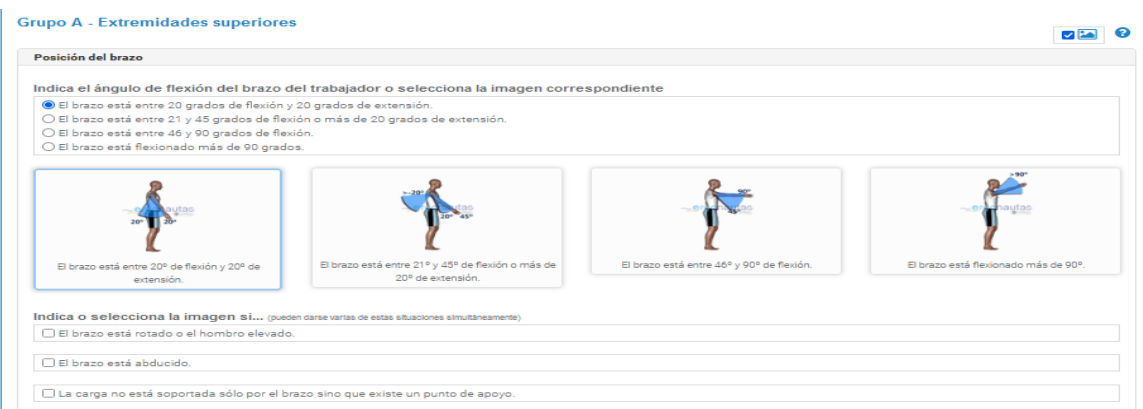 Grupo A - Extremidades superiores
Posición del brazo
Indica el ángulo de flexión del brazo del trabajador o selecciona la imagen correspondiente
El brazo está entre 20 grados de flexión y 20 grados de extensión.
El brazo está entre 21 y 45 grados de flexión o más de 20 grados de extensión.
El brazo está entre 46 y 90 grados de flexión.
El brazo está flexionado más de 90 grados.
20º 20º
El brazo está entre 20º de flexión y 20º de
extensión.
>-20º
20º 45º
El brazo está entre 21º y 45º de flexión o más de
20º de extensión.
90º
45º
El brazo está entre 46º y 90º de flexión.
>90º
El brazo está flexionado más de 90º.
Indica o selecciona la imagen si... (pueden darse varias de estas situaciones simultáneamente)
El brazo está rotado o el hombro elevado.
El brazo está abducido.
La carga no está soportada sólo por el brazo sino que existe un punto de apoyo.